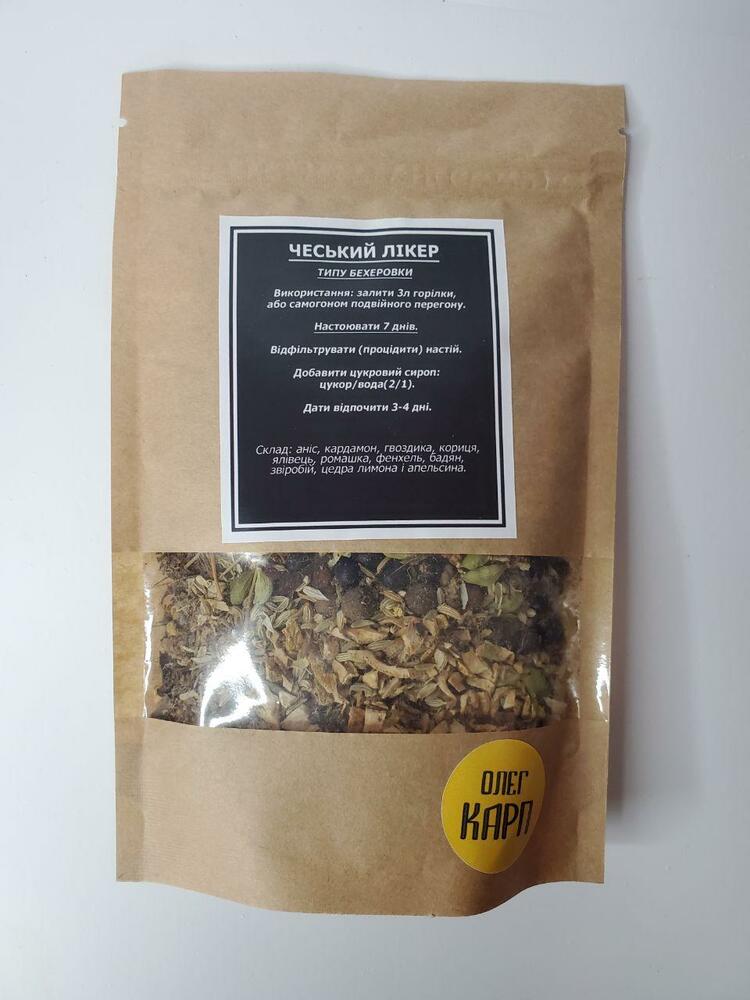 ЧЕСЬКИЙ ЛІКЕР
ТИПУ БЕХЕРОВКИ
Використання: залити 3л горілки,
або самогоном подвійного перегону.
Настоювати 7 днів.
Відфільтрувати (процідити) настій.
Добавити цукровий сироп:
цукор/вода(2/1).
Дати відпочити 3-4 дні.
Склад: аніс, кардамон, гвоздика, кориця,
ялівець, ромашка, фенхель, бадян,
звіробій, цедра лимона і апельсина.
ОЛЕГ
КАРП